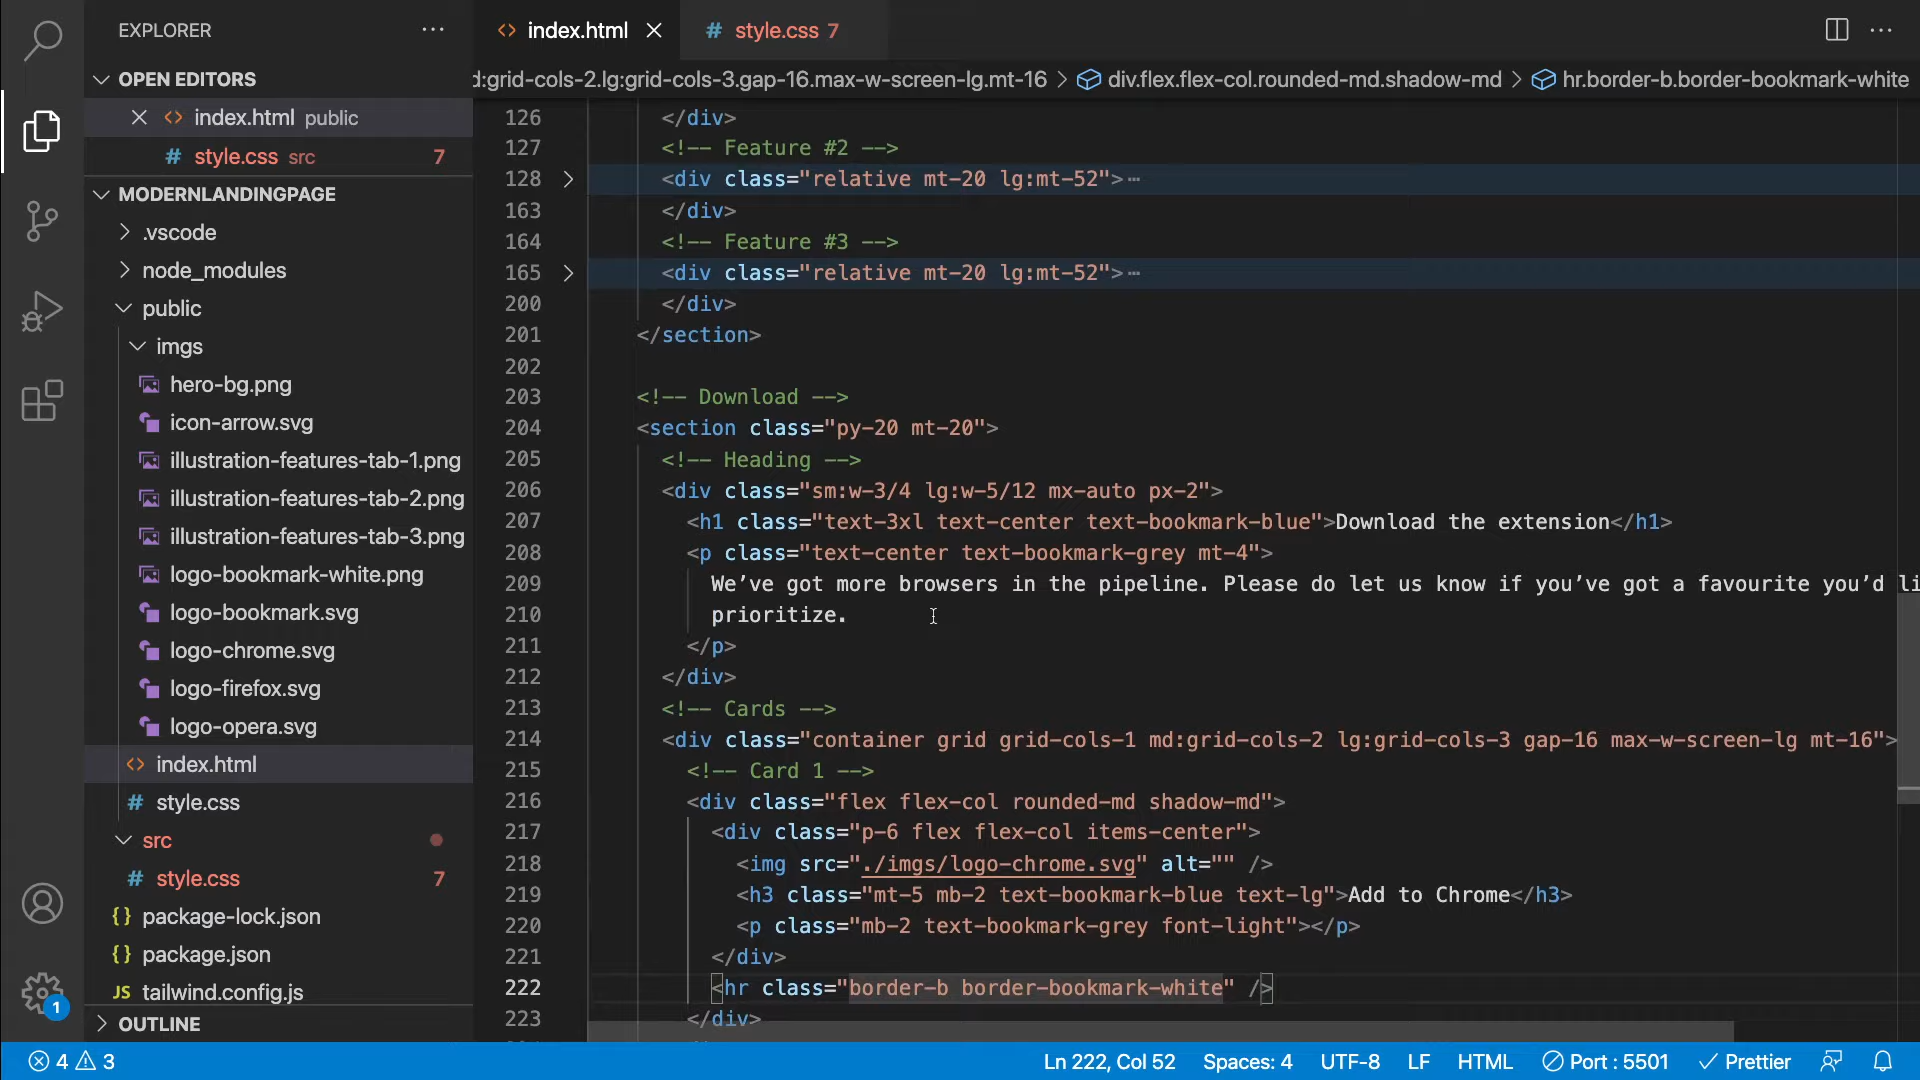 EXPLORER
OPEN EDITORS
index.html public
style.css src 7
MODERNLANDINGPAGE
.vscode
node_modules
public
imgs
hero-bg.png
icon-arrow.svg
illustration-features-tab-1.png
illustration-features-tab-2.png
illustration-features-tab-3.png
logo-bookmark-white.png
logo-bookmark.svg
logo-chrome.svg
logo-firefox.svg
logo-opera.svg
index.html
style.css
src
style.css 7
package-lock.json
package.json
tailwind.config.js
OUTLINE
1
index.html
style.css 7
d:grid-cols-2.lg:grid-cols-3.gap-16.max-w-screen-lg.mt-16 > div.flex.flex-col.rounded-md.shadow-md > hr.border-b.border-bookmark-white
126 </div>
127 <!-- Feature #2 -->
128 <div class="relative mt-20 lg:mt-52">⋯
163 </div>
164 <!-- Feature #3 -->
165 <div class="relative mt-20 lg:mt-52">⋯
200 </div>
201 </section>
202
203 <!-- Download -->
204 <section class="py-20 mt-20">
205 <!-- Heading -->
206 <div class="sm:w-3/4 lg:w-5/12 mx-auto px-2">
207 <h1 class="text-3xl text-center text-bookmark-blue">Download the extension</h1>
208 <p class="text-center text-bookmark-grey mt-4">
209 We’ve got more browsers in the pipeline. Please do let us know if you’ve got a favourite you’d li
210 prioritize.
211 </p>
212 </div>
213 <!-- Cards -->
214 <div class="container grid grid-cols-1 md:grid-cols-2 lg:grid-cols-3 gap-16 max-w-screen-lg mt-16">
215 <!-- Card 1 -->
216 <div class="flex flex-col rounded-md shadow-md">
217 <div class="p-6 flex flex-col items-center">
218 <img src="./imgs/logo-chrome.svg" alt="" />
219 <h3 class="mt-5 mb-2 text-bookmark-blue text-lg">Add to Chrome</h3>
220 <p class="mb-2 text-bookmark-grey font-light"></p>
221 </div>
222 <hr class="border-b border-bookmark-white" />
223 </div>
4 3
Ln 222, Col 52 Spaces: 4 UTF-8 LF HTML Port : 5501 Prettier